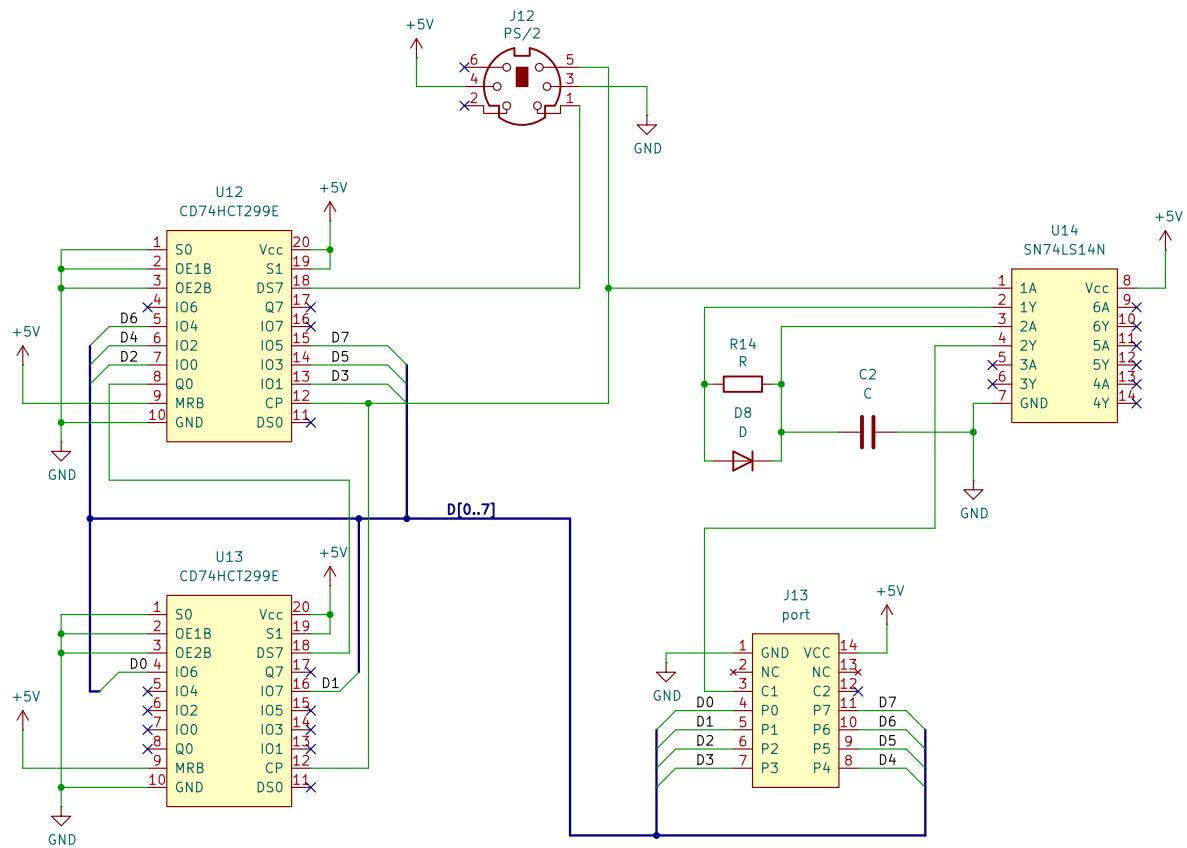 J12
PS/2
+5V
6
5
4
3
2
1
GND
U12
CD74HCT299E
+5V
1 S0 Vcc 20
2 OE1B S1 19
3 OE2B DS7 18
4 IO6 Q7 17
D6 5 IO4 IO7 16
D4 6 IO2 IO5 15 D7
D2 7 IO0 IO3 14 D5
8 Q0 IO1 13 D3
9 MRB CP 12
10 GND DS0 11
+5V
GND
U14
SN74LS14N
+5V
1 1A Vcc 8
2 1Y 6A 9
3 2A 6Y 10
4 2Y 5A 11
5 3A 5Y 12
6 3Y 4A 13
7 GND 4Y 14
R14
R
D8
D
C2
C
GND
D[0..7]
U13
CD74HCT299E
+5V
1 S0 Vcc 20
2 OE1B S1 19
3 OE2B DS7 18
D0 4 IO6 Q7 17
5 IO4 IO7 16 D1
6 IO2 IO5 15
7 IO0 IO3 14
8 Q0 IO1 13
9 MRB CP 12
10 GND DS0 11
+5V
GND
J13
port
+5V
1 GND VCC 14
2 NC NC 13
3 C1 C2 12
D0 4 P0 P7 11 D7
D1 5 P1 P6 10 D6
D2 6 P2 P5 9 D5
D3 7 P3 P4 8 D4
GND